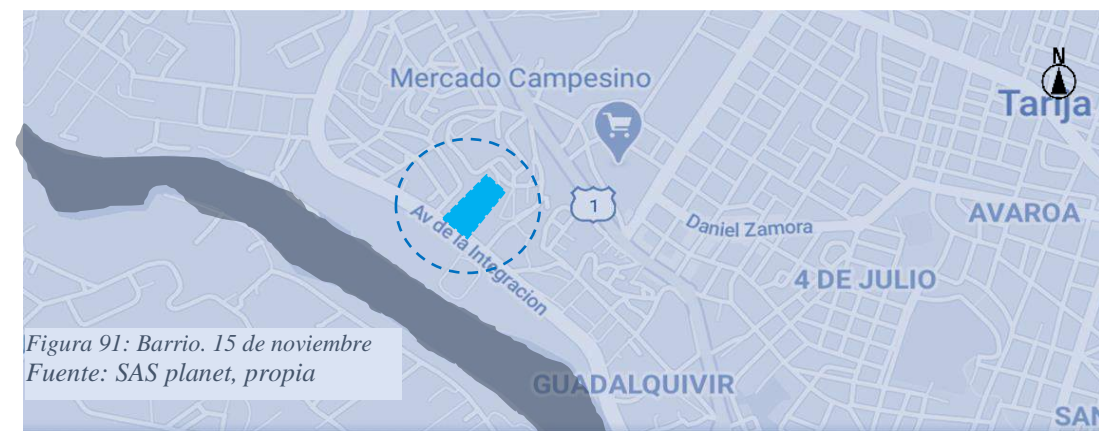 N
Mercado Campesino
Tarija
1
AVAROA
Daniel Zamora
Av de la Integracion
4 DE JULIO
Figura 91: Barrio. 15 de noviembre
Fuente: SAS planet, propia
GUADALQUIVIR
SAN